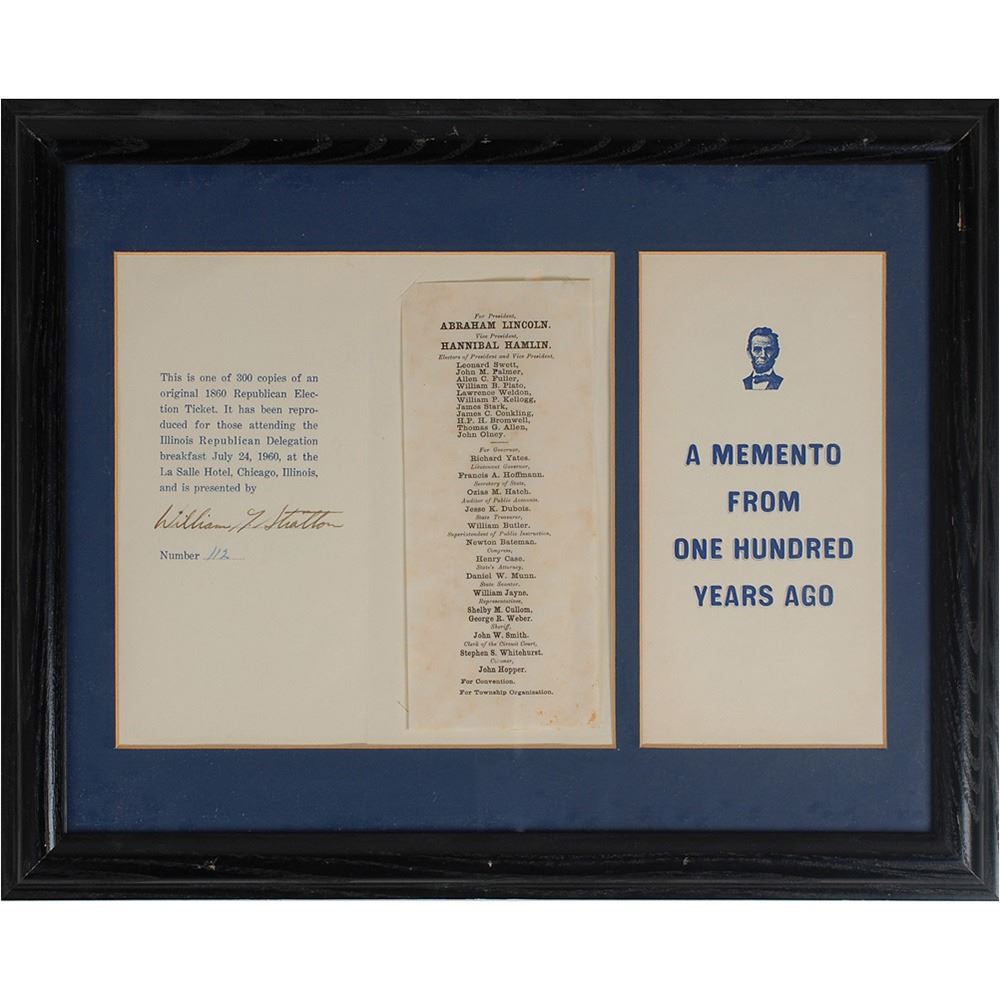 This is one of 300 copies of an
original 1860 Republican Elec-
tion Ticket. It has been repro-
duced for those attending the
Illinois Republican Delegation
breakfast July 24, 1960, at the
La Salle Hotel, Chicago, Illinois,
and is presented by
William G Stratton
Number 112
For President,
ABRAHAM LINCOLN.
Vice President,
HANNIBAL HAMLIN.
Electors of President and Vice President,
Leonard Swett,
John M. Palmer,
Allen C. Fuller,
William B. Plato,
Lawrence Weldon,
William P. Kellogg,
James Stark,
James C. Conkling,
H.P. H. Bromwell,
Thomas G. Allen,
John Olney.
For Governor,
Richard Yates.
Lieutenant Governor,
Francis A. Hoffmann.
Secretary of State,
Ozias M. Hatch.
Auditor of Public Accounts,
Jesse K. Dubois.
State Treasurer,
William Butler.
Superintendent of Public Instruction,
Newton Bateman.
Congress,
Henry Case.
State's Attorney,
Daniel W. Munn.
State Senator,
William Jayne.
Representatives,
Shelby M. Cullom,
George R. Weber.
Sheriff,
John W. Smith.
Clerk of the Circuit Court,
Stephen S. Whitehurst.
Coroner,
John Hopper.
For Convention.
For Township Organization.
A MEMENTO
FROM
ONE HUNDRED
YEARS AGO